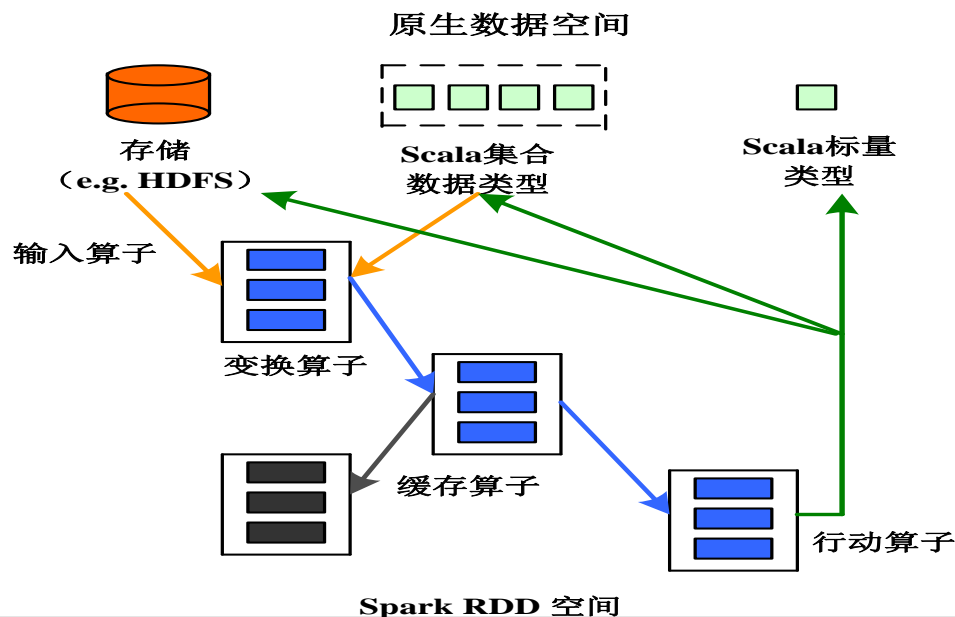 原生数据空间
存储
（e.g. HDFS）
Scala集合
数据类型
Scala标量
类型
输入算子
变换算子
缓存算子
行动算子
Spark RDD 空间